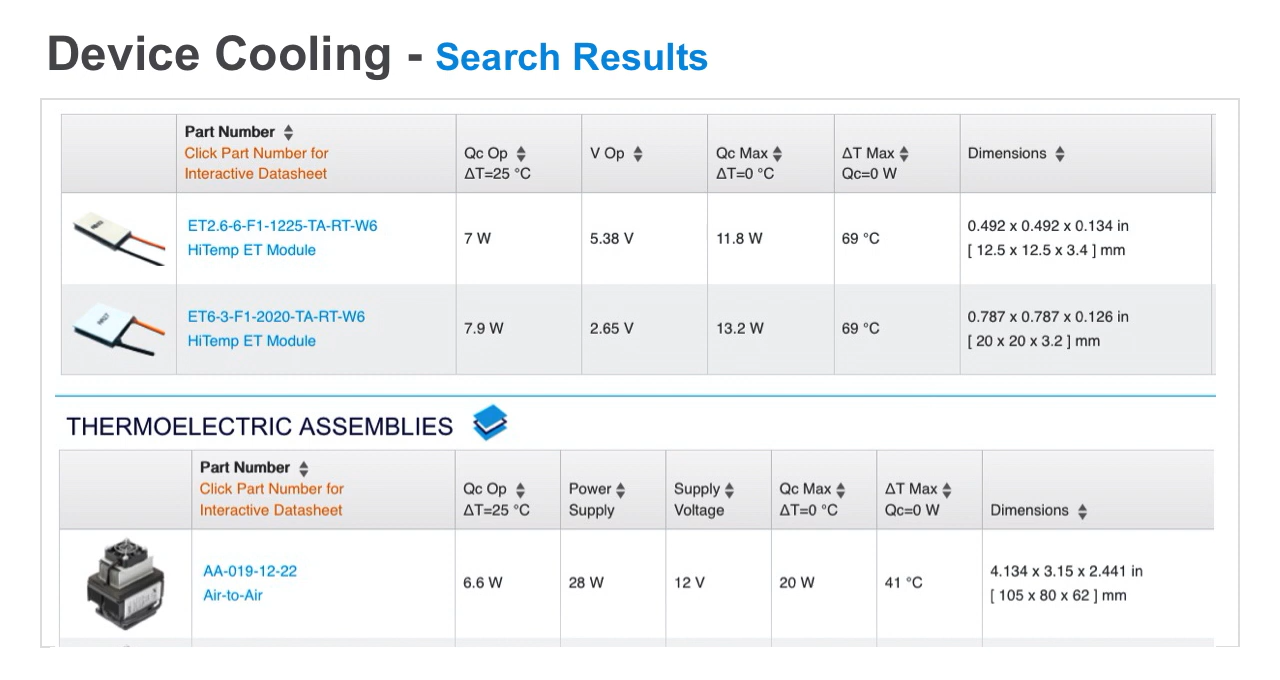 Device Cooling - Search Results
Part Number
Click Part Number for
Interactive Datasheet
Qc Op
ΔT=25 °C
V Op
Qc Max
ΔT=0 °C
ΔT Max
Qc=0 W
Dimensions
ET2.6-6-F1-1225-TA-RT-W6
HiTemp ET Module
7 W
5.38 V
11.8 W
69 °C
0.492 x 0.492 x 0.134 in
[ 12.5 x 12.5 x 3.4 ] mm
ET6-3-F1-2020-TA-RT-W6
HiTemp ET Module
7.9 W
2.65 V
13.2 W
69 °C
0.787 x 0.787 x 0.126 in
[ 20 x 20 x 3.2 ] mm
THERMOELECTRIC ASSEMBLIES
Part Number
Click Part Number for
Interactive Datasheet
Qc Op
ΔT=25 °C
Power
Supply
Supply
Voltage
Qc Max
ΔT=0 °C
ΔT Max
Qc=0 W
Dimensions
AA-019-12-22
Air-to-Air
6.6 W
28 W
12 V
20 W
41 °C
4.134 x 3.15 x 2.441 in
[ 105 x 80 x 62 ] mm